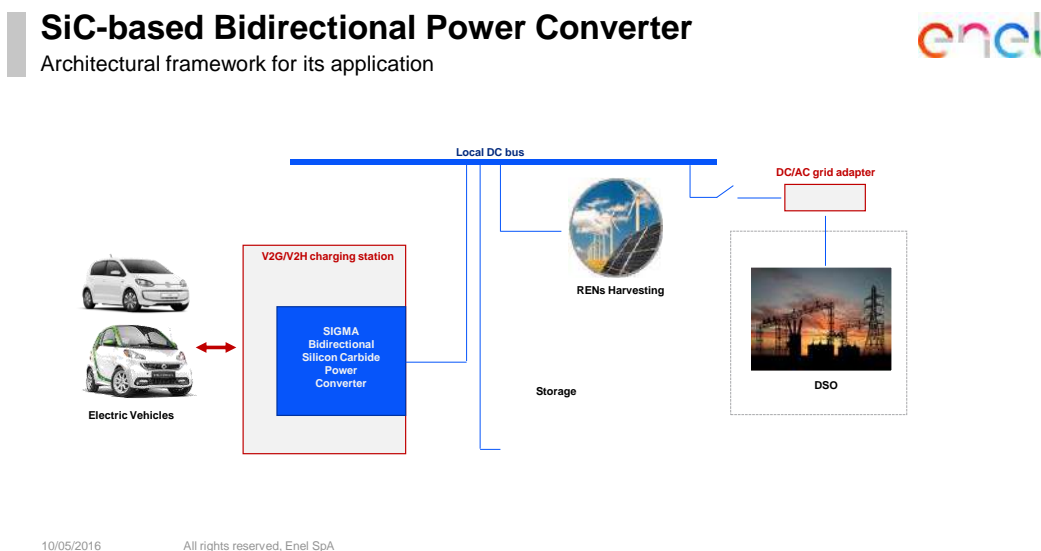 SiC-based Bidirectional Power Converter
enel
Architectural framework for its application
Local DC bus
DC/AC grid adapter
V2G/V2H charging station
RENs Harvesting
SIGMA
Bidirectional
Silicon Carbide
Power
Converter
Storage
DSO
Electric Vehicles
10/05/2016
All rights reserved, Enel SpA